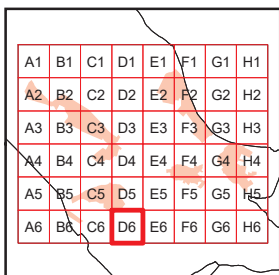 A1 B1 C1 D1 E1 F1 G1 H1
A2 B2 C2 D2 E2 F2 G2 H2
A3 B3 C3 D3 E3 F3 G3 H3
A4 B4 C4 D4 E4 F4 G4 H4
A5 B5 C5 D5 E5 F5 G5 H5
A6 B6 C6 D6 E6 F6 G6 H6